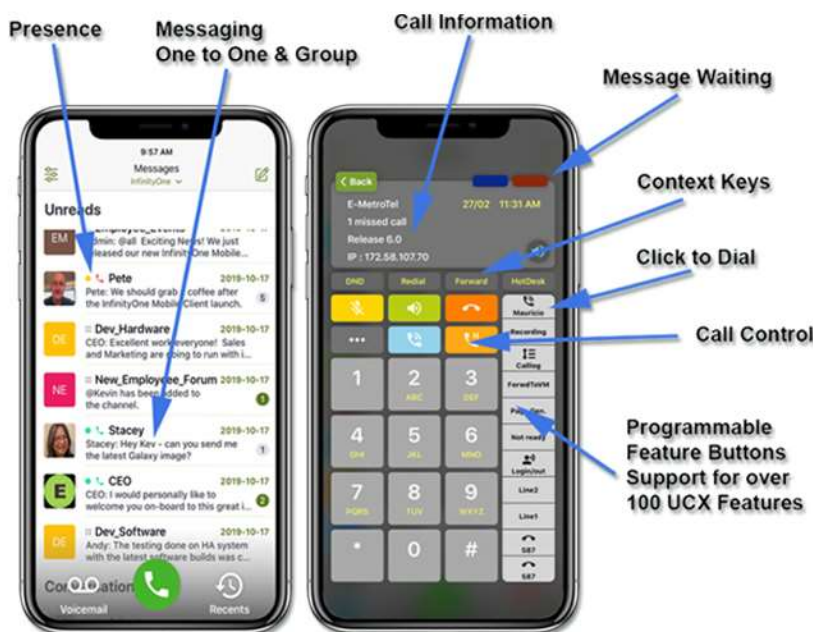 Presence
Messaging
One to One & Group
Call Information
Message Waiting
Context Keys
Click to Dial
Call Control
Programmable
Feature Buttons
Support for over
100 UCX Features
9:57 AM
Messages
InfinityOne
Unreads
EM
Employee_Events
admin: @all Exciting News! We just
released our new InfinityOne Mobile...
Pete 2019-10-17
Pete: We should grab a coffee after
the InfinityOne Mobile Client launch. 5
DE
Dev_Hardware 2019-10-17
CEO: Excellent work everyone! Sales
and Marketing are going to run with i...
NE
New_Employee_Forum 2019-10-17
@Kevin has been added to
the channel. 1
Stacey 2019-10-17
Stacey: Hey Kev - can you send me
the latest Galaxy image? 1
E
CEO 2019-10-17
CEO: I would personally like to
welcome you on-board to this great i... 2
DE
Dev_Software 2019-10-17
Andy: The testing done on HA system
with the latest software builds was c...
Voicemail
Recents
< Back
E-MetroTel 27/02 11:31 AM
1 missed call
Release 6.0
IP : 172.58.107.70
DND Redial Forward HotDesk
Mauricio
Recording
Calllog
ForwdToVM
Not ready
Login/out
Line2
Line1
587
587
1 2 3
ABC DEF
4 5 6
GHI JKL MNO
7 8 9
PQRS TUV WXYZ
* 0 #